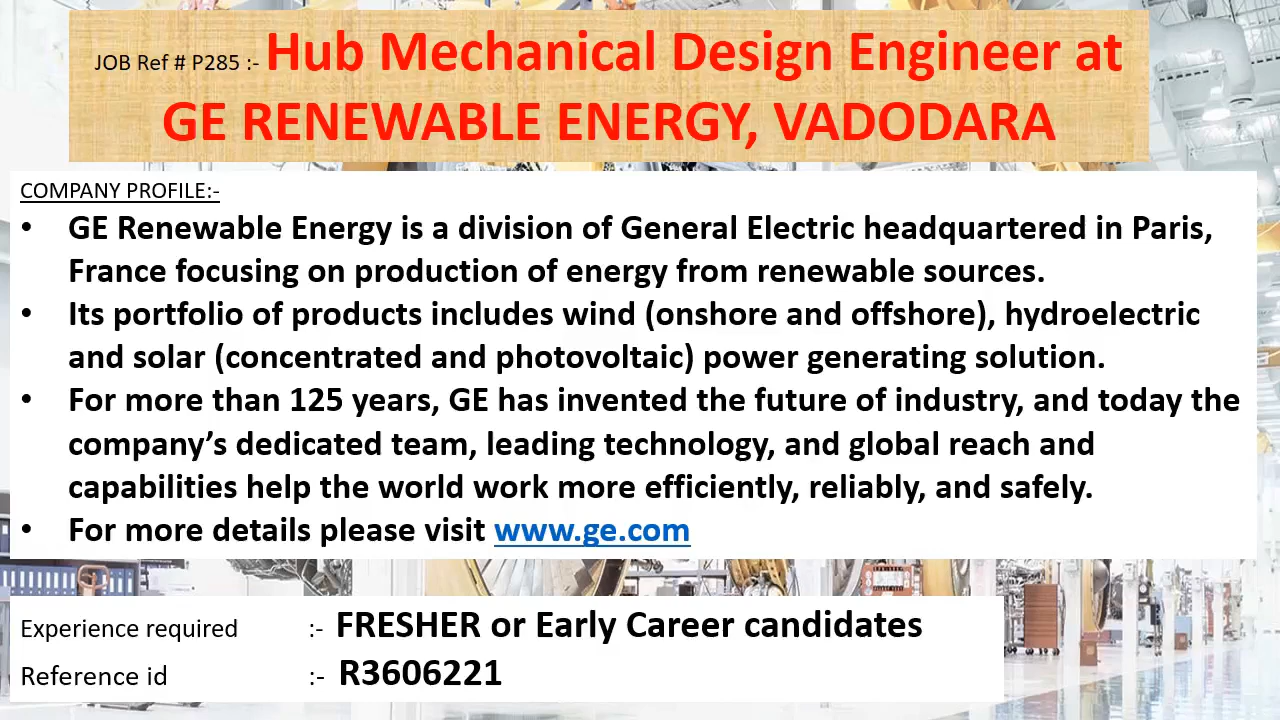 JOB Ref # P285 :- Hub Mechanical Design Engineer at
GE RENEWABLE ENERGY, VADODARA
COMPANY PROFILE:-
• GE Renewable Energy is a division of General Electric headquartered in Paris,
France focusing on production of energy from renewable sources.
• Its portfolio of products includes wind (onshore and offshore), hydroelectric
and solar (concentrated and photovoltaic) power generating solution.
• For more than 125 years, GE has invented the future of industry, and today the
company’s dedicated team, leading technology, and global reach and
capabilities help the world work more efficiently, reliably, and safely.
• For more details please visit www.ge.com
Experience required :- FRESHER or Early Career candidates
Reference id :- R3606221